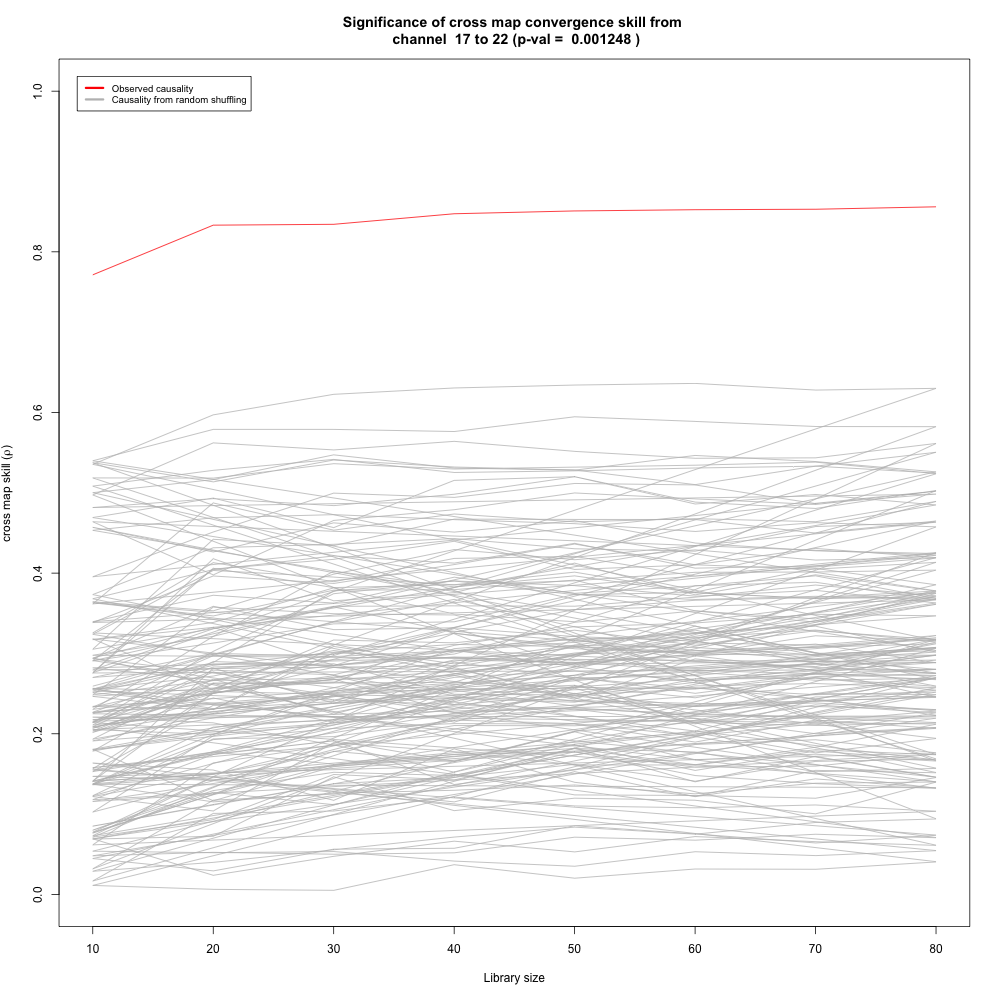 Significance of cross map convergence skill from
channel  17 to 22 (p-val =  0.001248 )
Observed causality
Causality from random shuffling
cross map skill (ρ)
1.0
0.8
0.6
0.4
0.2
0.0
10 20 30 40 50 60 70 80
Library size